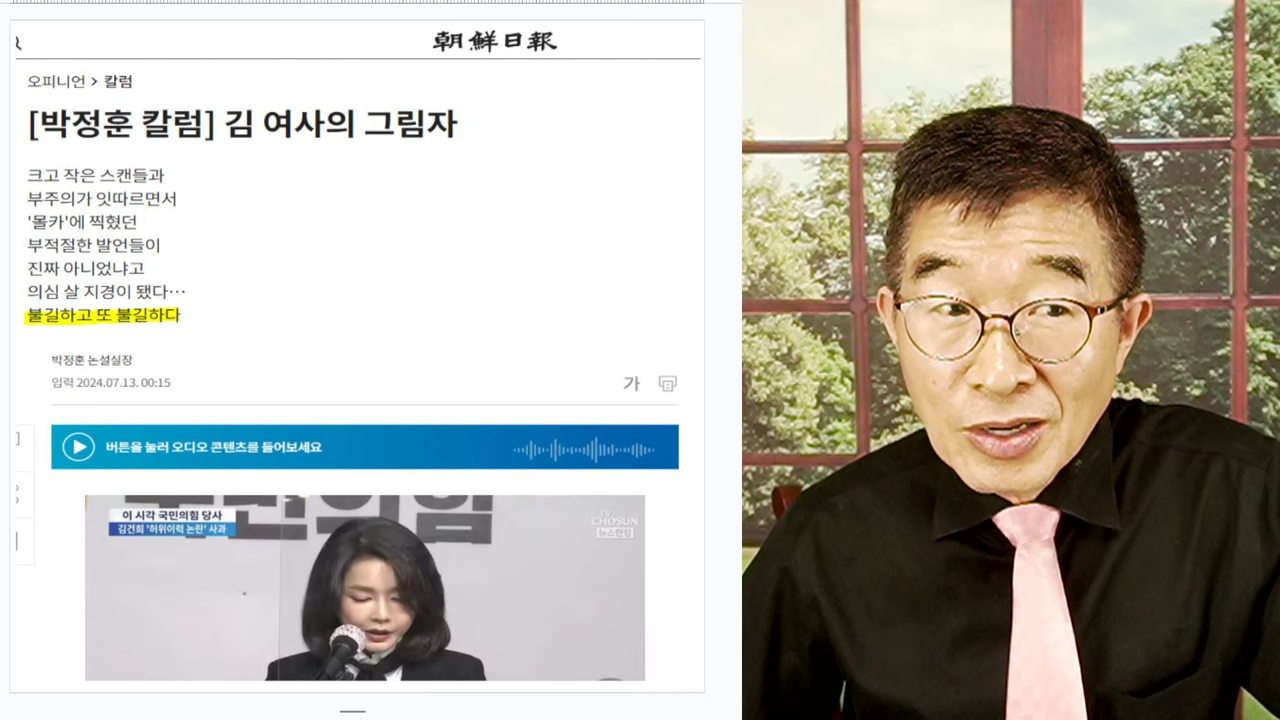 朝鮮日報
오피니언 > 칼럼
[박정훈 칼럼] 김 여사의 그림자
크고 작은 스캔들과
부주의가 잇따르면서
'몰카'에 찍혔던
부적절한 발언들이
진짜 아니었냐고
의심 살 지경이 됐다…
불길하고 또 불길하다
박정훈 논설실장
입력 2024.07.13. 00:15
가
버튼을 눌러 오디오 콘텐츠를 들어보세요
이 시각 국민의힘 당사
김건희 '허위이력 논란' 사과
TV CHOSUN
뉴스현장